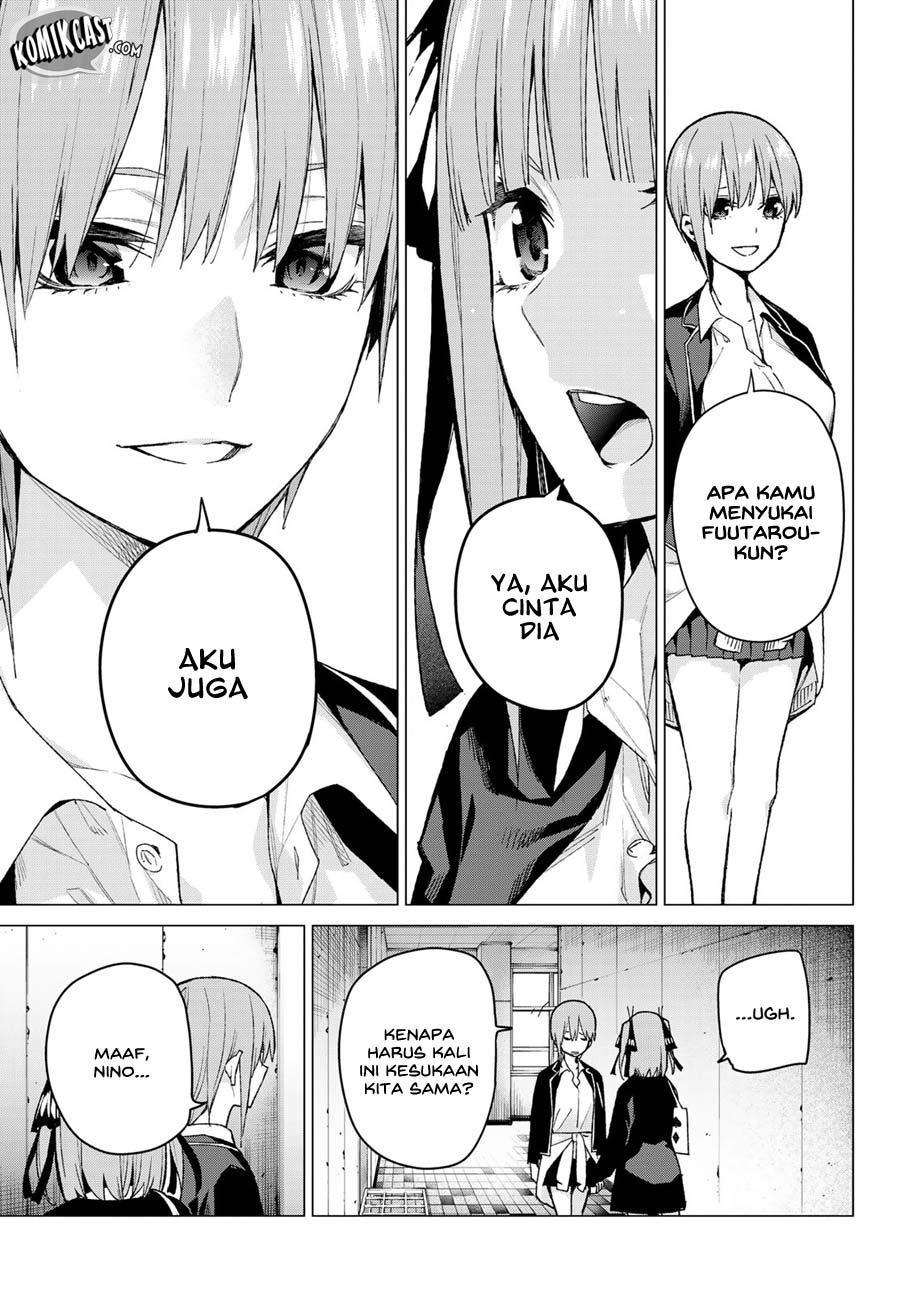 KOMIKCAST
.COM
APA KAMU
MENYUKAI
FUUTAROU-
KUN?
YA, AKU
CINTA
DIA
AKU
JUGA
...UGH.
KENAPA
HARUS KALI
INI KESUKAAN
KITA SAMA?
MAAF,
NINO...